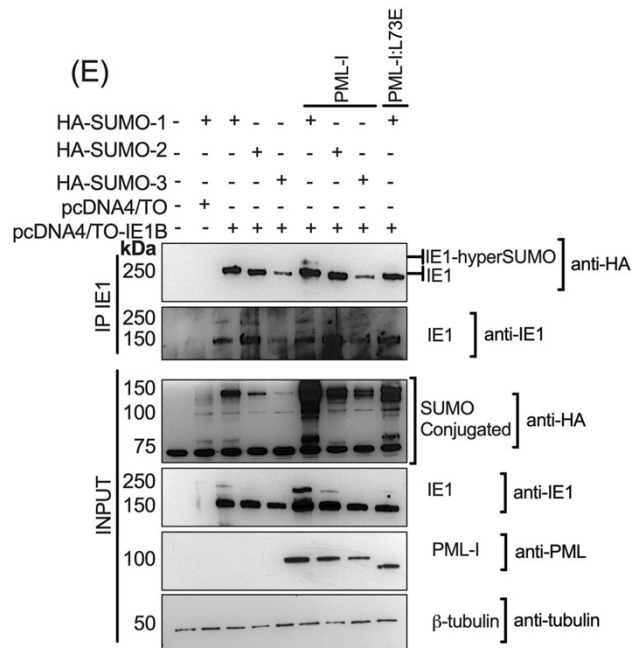 (E)
PML-I
PML-I:L73E
HA-SUMO-1 - + + - - + - - +
HA-SUMO-2 - - - + - - + - -
HA-SUMO-3 - - - - + - - + -
pcDNA4/TO - + - - - - - - -
pcDNA4/TO-IE1B - - + + + + + + +
kDa
IP IE1
250
IE1-hyperSUMO
IE1
anti-HA
250
150
IE1
anti-IE1
INPUT
150
100
75
SUMO
Conjugated
anti-HA
250
150
IE1
anti-IE1
100
PML-I
anti-PML
50
β-tubulin
anti-tubulin